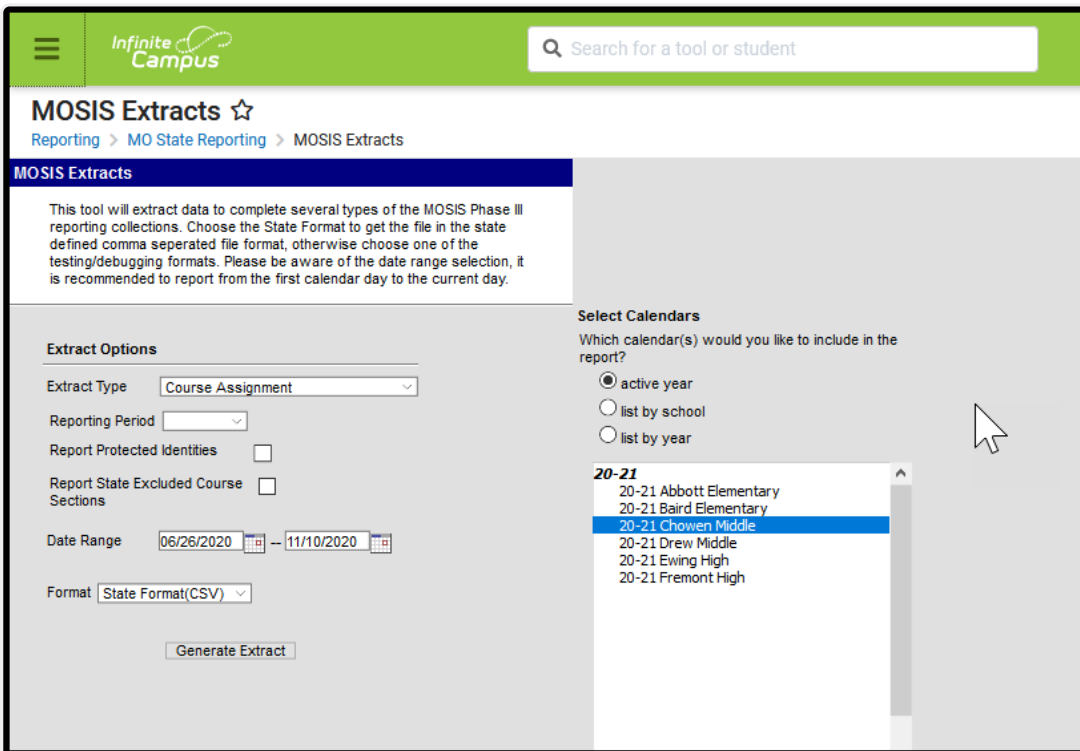 Infinite
Campus
Search for a tool or student
MOSIS Extracts
Reporting > MO State Reporting > MOSIS Extracts
MOSIS Extracts
This tool will extract data to complete several types of the MOSIS Phase III
reporting collections. Choose the State Format to get the file in the state
defined comma seperated file format, otherwise choose one of the
testing/debugging formats. Please be aware of the date range selection, it
is recommended to report from the first calendar day to the current day.
Extract Options
Extract Type Course Assignment
Reporting Period
Report Protected Identities
Report State Excluded Course
Sections
Date Range 06/26/2020 -- 11/10/2020
Format State Format(CSV)
Generate Extract
Select Calendars
Which calendar(s) would you like to include in the
report?
active year
list by school
list by year
20-21
20-21 Abbott Elementary
20-21 Baird Elementary
20-21 Chowen Middle
20-21 Drew Middle
20-21 Ewing High
20-21 Fremont High